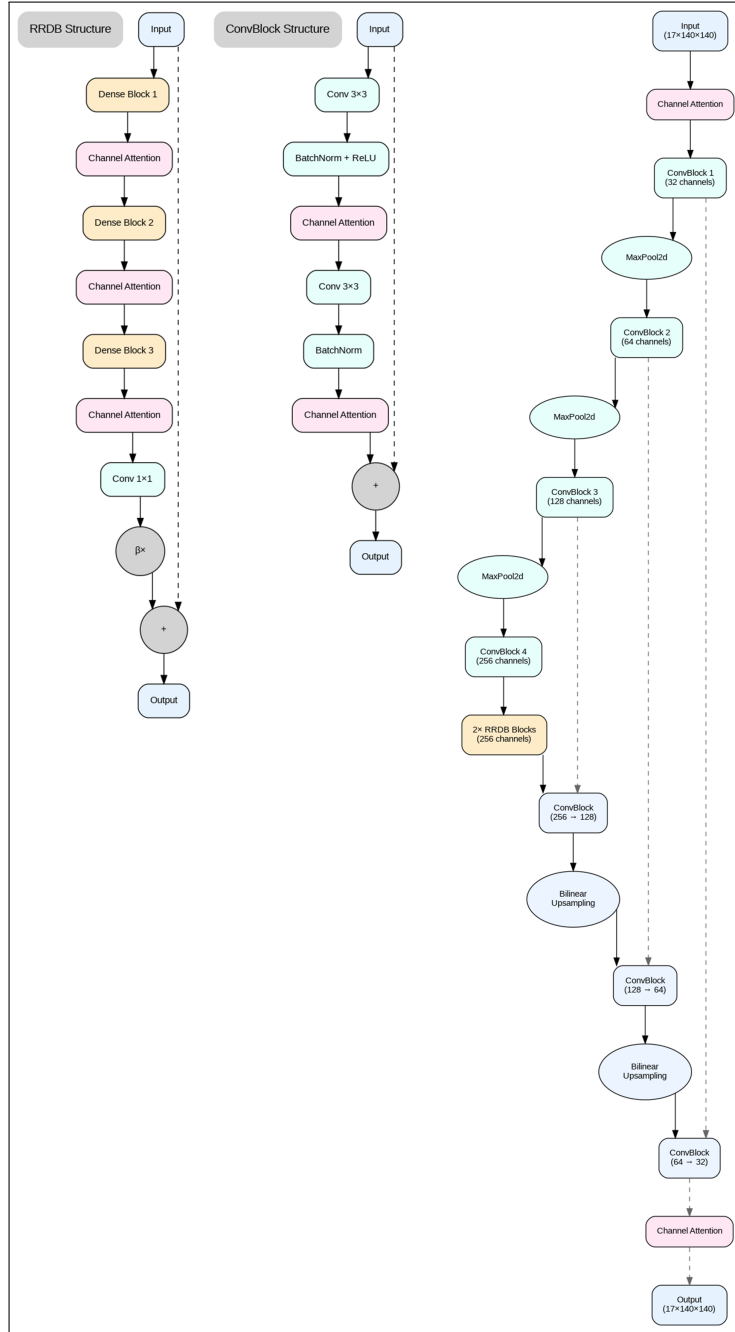 RRDB Structure
Input
Dense Block 1
Channel Attention
Dense Block 2
Channel Attention
Dense Block 3
Channel Attention
Conv 1×1
β×
+
Output
ConvBlock Structure
Input
Conv 3×3
BatchNorm + ReLU
Channel Attention
Conv 3×3
BatchNorm
Channel Attention
+
Output
Input
(17×140×140)
Channel Attention
ConvBlock 1
(32 channels)
MaxPool2d
ConvBlock 2
(64 channels)
MaxPool2d
ConvBlock 3
(128 channels)
MaxPool2d
ConvBlock 4
(256 channels)
2× RRDB Blocks
(256 channels)
ConvBlock
(256 → 128)
Bilinear
Upsampling
ConvBlock
(128 → 64)
Bilinear
Upsampling
ConvBlock
(64 → 32)
Channel Attention
Output
(17×140×140)